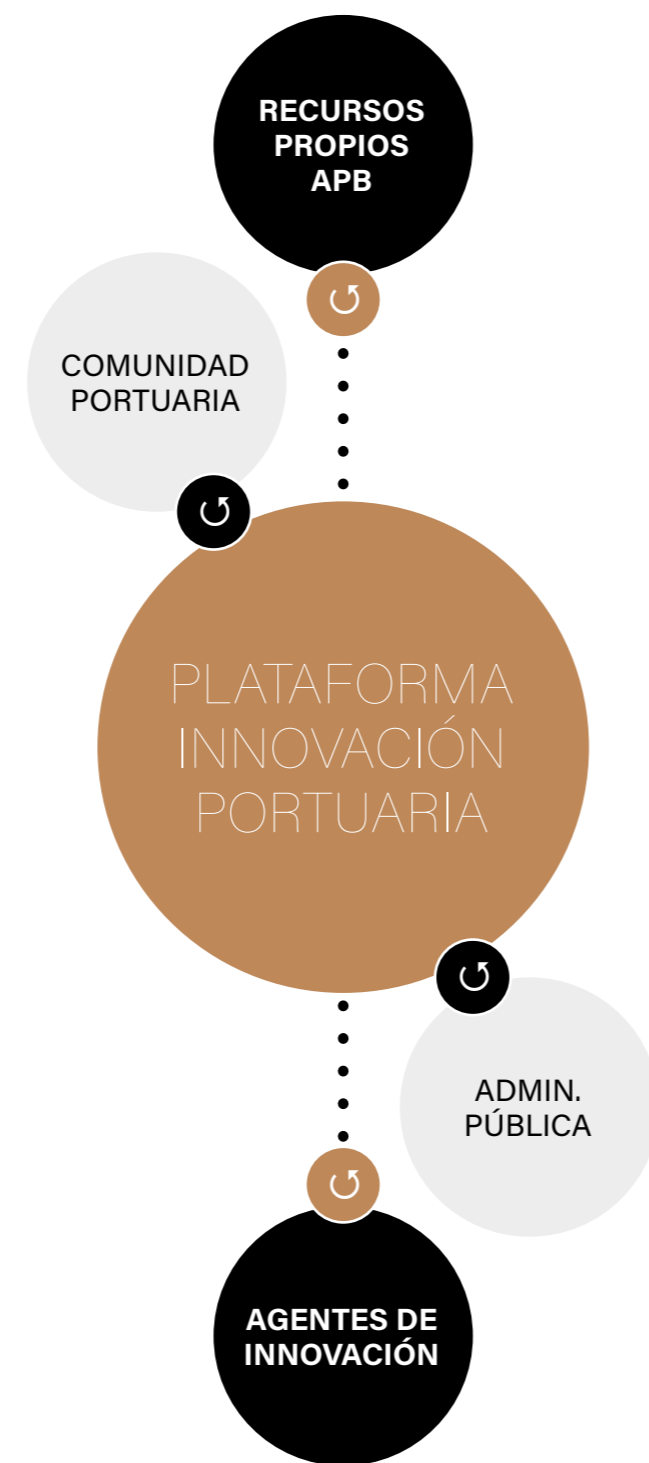 RECURSOS
PROPIOS
APB
COMUNIDAD
PORTUARIA
PLATAFORMA
INNOVACIÓN
PORTUARIA
ADMIN.
PÚBLICA
AGENTES DE
INNOVACIÓN